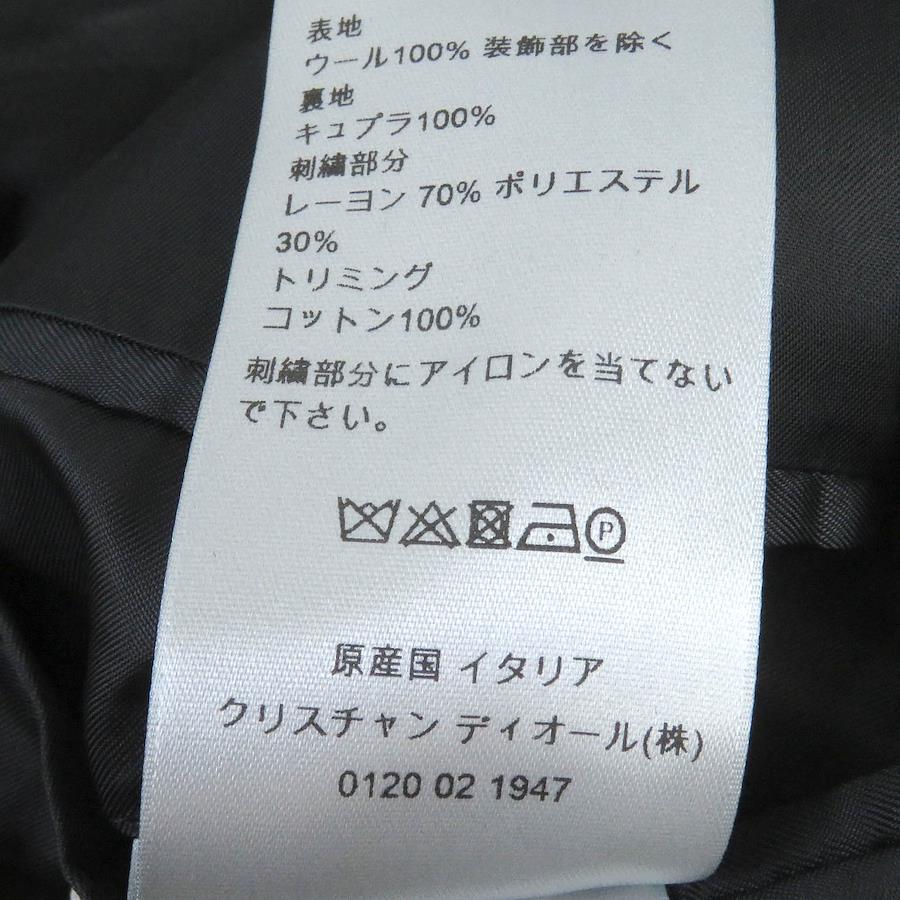 表地
ウール100% 装飾部を除く
裏地
キュプラ100%
刺繍部分
レーヨン 70% ポリエステル
30%
トリミング
コットン100%
刺繍部分にアイロンを当てない
で下さい。
P
原産国 イタリア
クリスチャン ディオール(株)
0120 02 1947